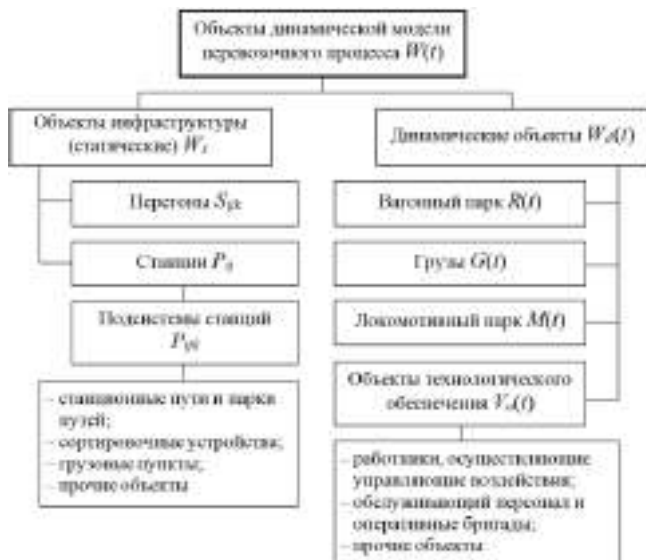 Объекты динамической модели
перевозочного процесса W(t)
Объекты инфраструктуры
(статические) Ws
Динамические объекты Wd(t)
Перегоны Sijk
Вагонный парк R(t)
Станции Pij
Грузы G(t)
Подсистемы станций
Pijq
Локомотивный парк M(t)
Объекты технологического
обеспечения (t)
– станционные пути и парки
путей;
– сортировочные устройства;
– грузовые пункты;
– прочие объекты
– работники, осуществляющие
управляющие воздействия;
– обслуживающий персонал и
оперативные бригады;
– прочие объекты